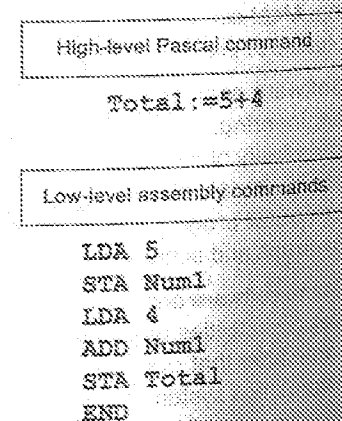 High-level Pascal command
Total:=5+4
Low-level assembly commands
LDA 5
STA Num1
LDA 4
ADD Num1
STA Total
END